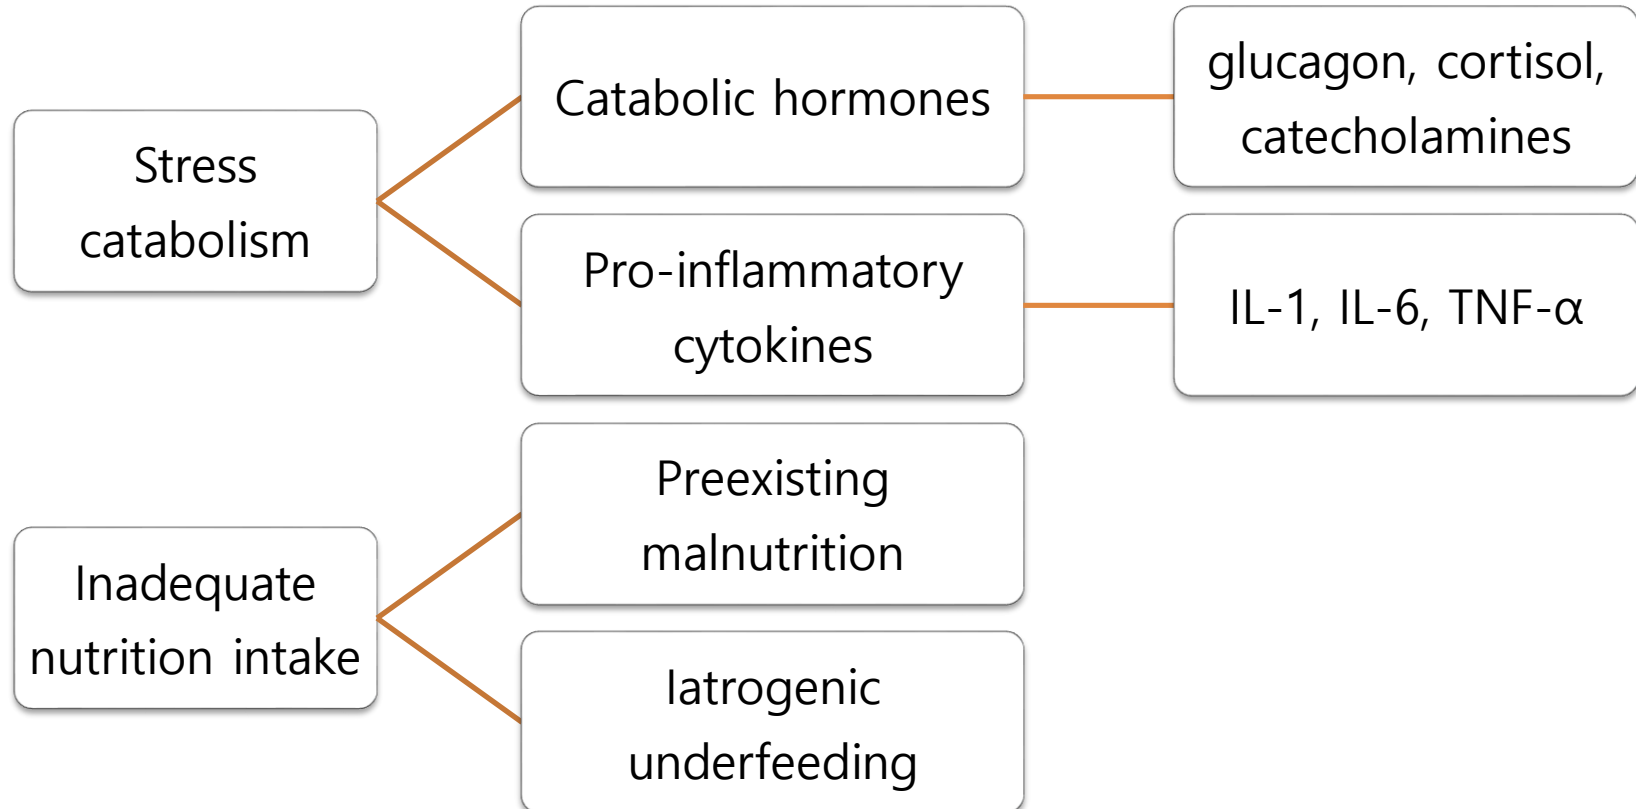 Stress
catabolism
Catabolic hormones
glucagon, cortisol,
catecholamines
Pro-inflammatory
cytokines
IL-1, IL-6, TNF-α
Inadequate
nutrition intake
Preexisting
malnutrition
Iatrogenic
underfeeding